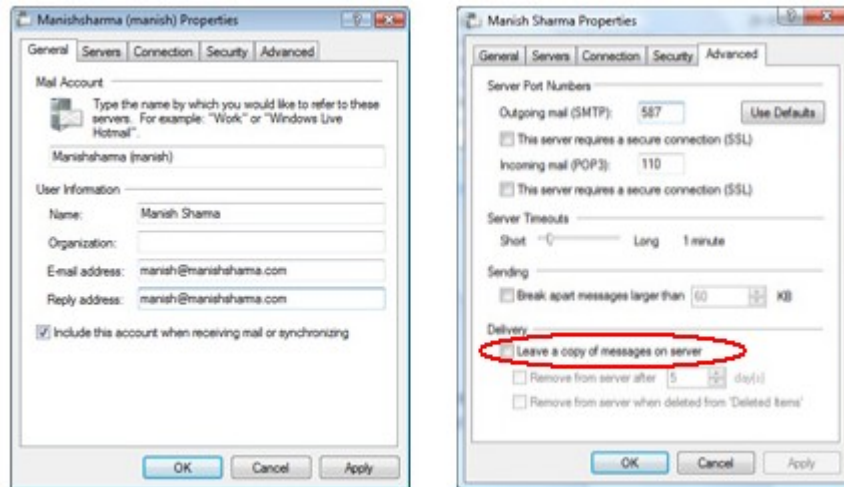 Manishsharma (manish) Properties
General Servers Connection Security Advanced
Mail Account
Type the name by which you would like to refer to these
servers. For example: "Work" or "Windows Live
Hotmail".
Manishsharma (manish)
User Information
Name: Manish Sharma
Organization:
E-mail address: manish@manishsharma.com
Reply address: manish@manishsharma.com
Include this account when receiving mail or synchronizing
OK Cancel Apply
Manish Sharma Properties
General Servers Connection Security Advanced
Server Port Numbers
Outgoing mail (SMTP): 587 Use Defaults
This server requires a secure connection (SSL)
Incoming mail (POP3): 110
This server requires a secure connection (SSL)
Server Timeouts
Short Long 1 minute
Sending
Break apart messages larger than 60 KB
Delivery
Leave a copy of messages on server
Remove from server after 5 day(s)
Remove from server when deleted from 'Deleted Items'
OK Cancel Apply